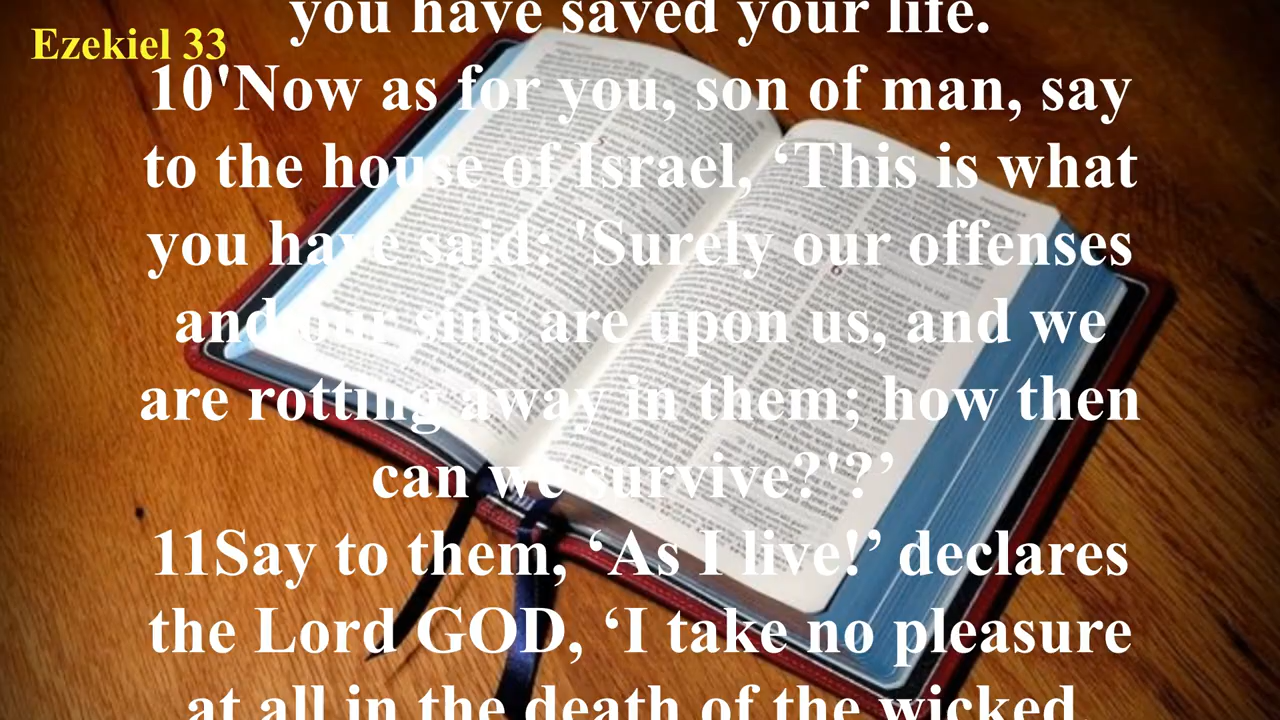 you have saved your life.
Ezekiel 33
10'Now as for you, son of man, say
to the house of Israel, ‘This is what
you have said: 'Surely our offenses
and our sins are upon us, and we
are rotting away in them; how then
can we survive?'?’
11Say to them, ‘As I live!’ declares
the Lord GOD, ‘I take no pleasure
at all in the death of the wicked